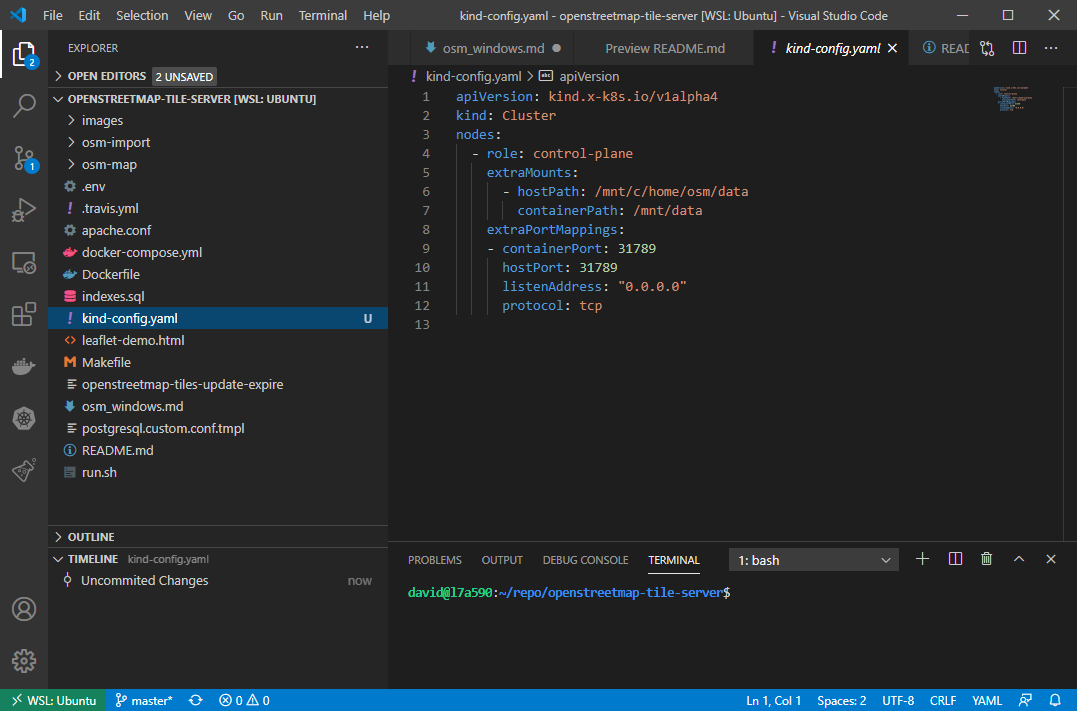 File Edit Selection View Go Run Terminal Help kind-config.yaml - openstreetmap-tile-server [WSL: Ubuntu] - Visual Studio Code
2
1
EXPLORER ...
OPEN EDITORS 2 UNSAVED
OPENSTREETMAP-TILE-SERVER [WSL: UBUNTU]
images
osm-import
osm-map
.env
! .travis.yml
apache.conf
docker-compose.yml
Dockerfile
indexes.sql
! kind-config.yaml U
<> leaflet-demo.html
M Makefile
openstreetmap-tiles-update-expire
osm_windows.md
postgresql.custom.conf.tmpl
README.md
run.sh
OUTLINE
TIMELINE kind-config.yaml
Uncommited Changes now
osm_windows.md ● Preview README.md ! kind-config.yaml × READ ...
! kind-config.yaml > abc apiVersion
1 apiVersion: kind.x-k8s.io/v1alpha4
2 kind: Cluster
3 nodes:
4 - role: control-plane
5 extraMounts:
6 - hostPath: /mnt/c/home/osm/data
7 containerPath: /mnt/data
8 extraPortMappings:
9 - containerPort: 31789
10 hostPort: 31789
11 listenAddress: "0.0.0.0"
12 protocol: tcp
13
PROBLEMS OUTPUT DEBUG CONSOLE TERMINAL 1: bash
david@l7a590:~/repo/openstreetmap-tile-server$
WSL: Ubuntu master* 0 0 Ln 1, Col 1 Spaces: 2 UTF-8 CRLF YAML